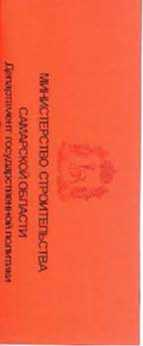 МИНИСТЕРСТВО СТРОИТЕЛЬСТВА
САМАРСКОЙ ОБЛАСТИ
Департамент государственной политики